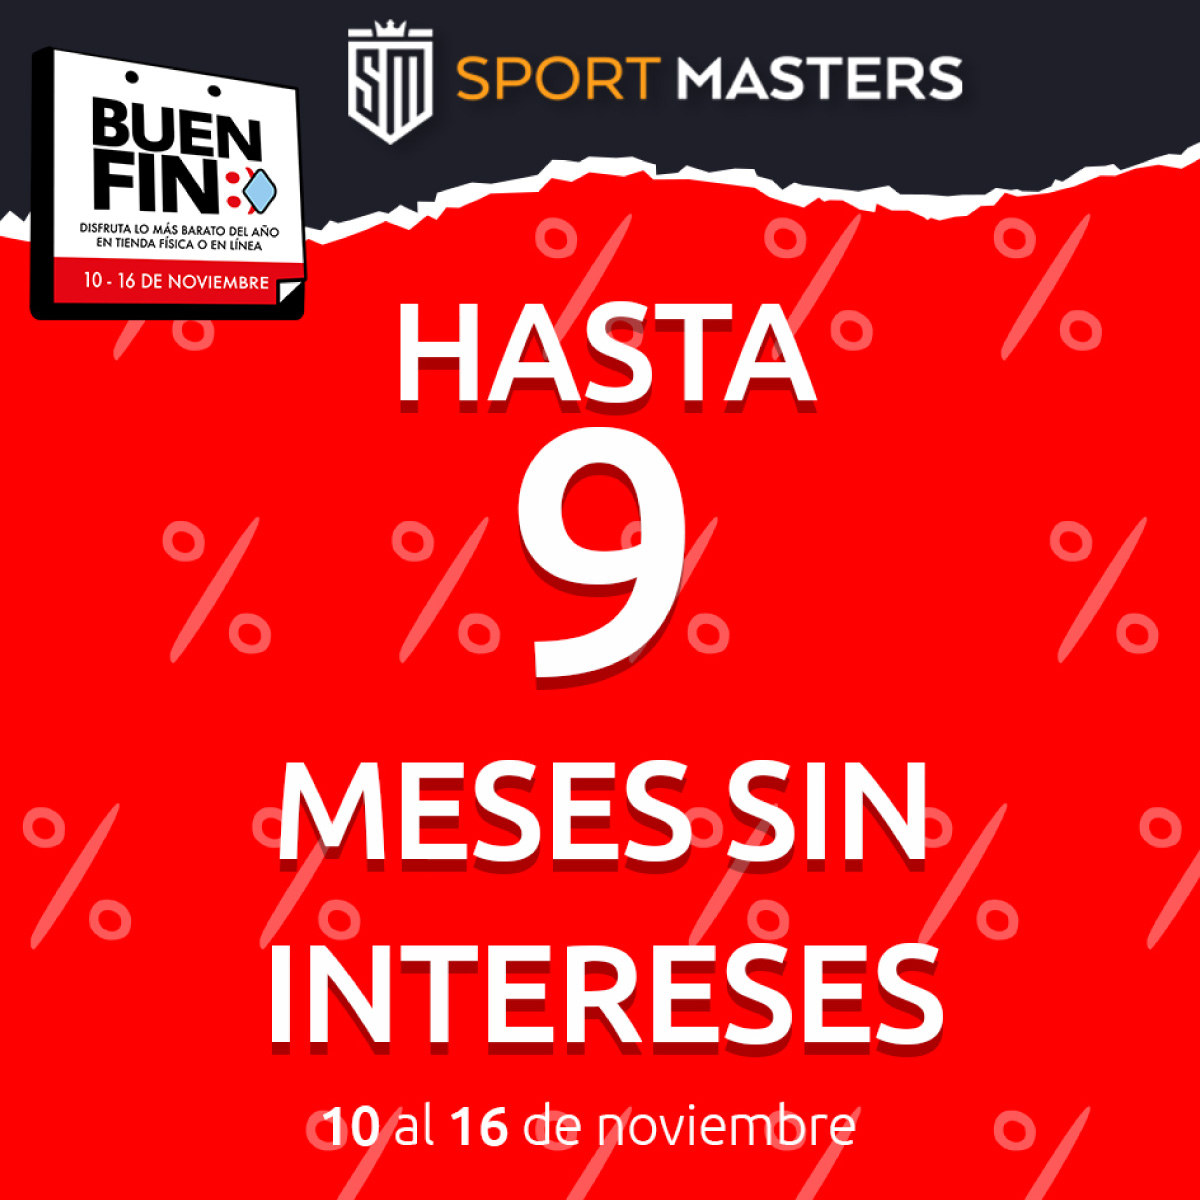 SM SPORT MASTERS
BUEN
FIN
DISFRUTA LO MÁS BARATO DEL AÑO
EN TIENDA FÍSICA O EN LÍNEA
10 - 16 DE NOVIEMBRE
HASTA
9
MESES SIN
INTERESES
10 al 16 de noviembre